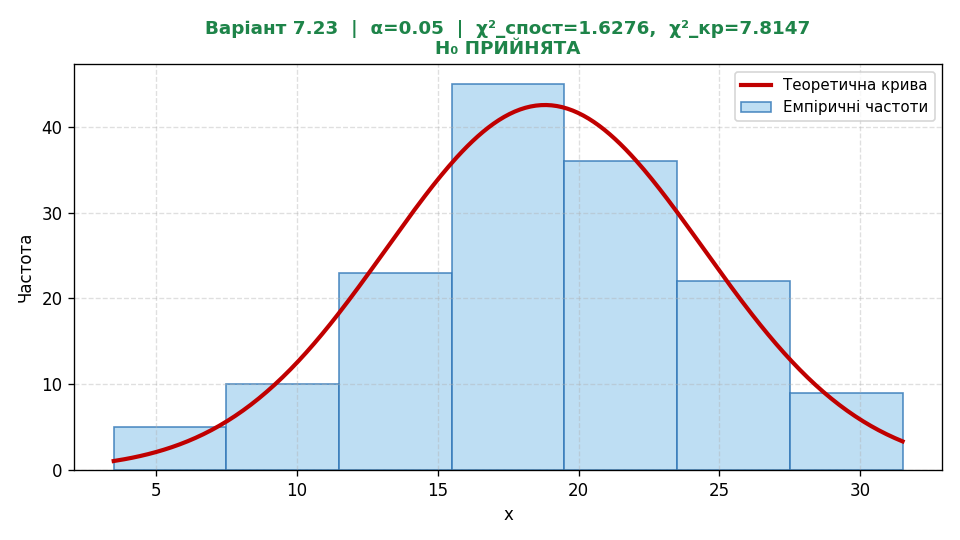 Варіант 7.23 | α=0.05 | χ²_спост=1.6276, χ²_кр=7.8147
H₀ ПРИЙНЯТА
Теоретична крива
Емпіричні частоти
Частота
40
30
20
10
0
5
10
15
20
25
30
x